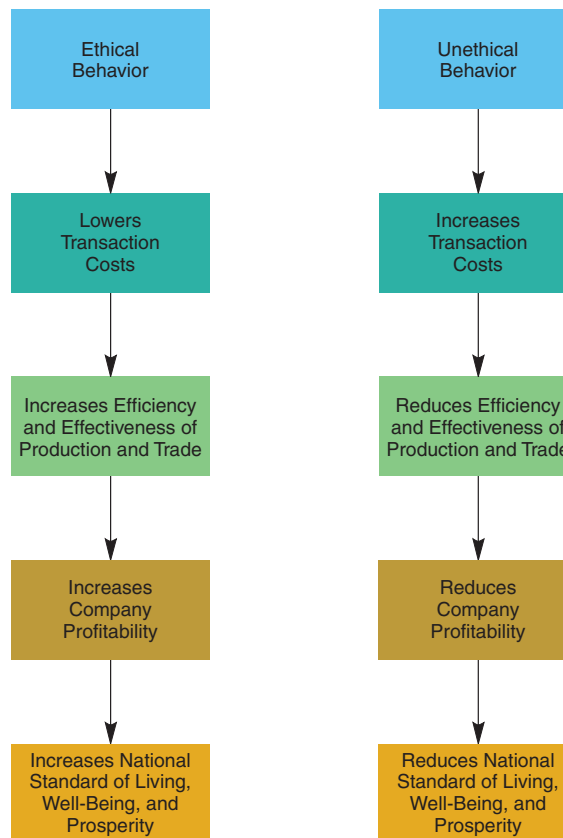 Ethical
Behavior
Lowers
Transaction
Costs
Increases Efficiency
and Effectiveness of
Production and Trade
Increases
Company
Profitability
Increases National
Standard of Living,
Well-Being, and
Prosperity
Unethical
Behavior
Increases
Transaction
Costs
Reduces Efficiency
and Effectiveness of
Production and Trade
Reduces
Company
Profitability
Reduces National
Standard of Living,
Well-Being, and
Prosperity